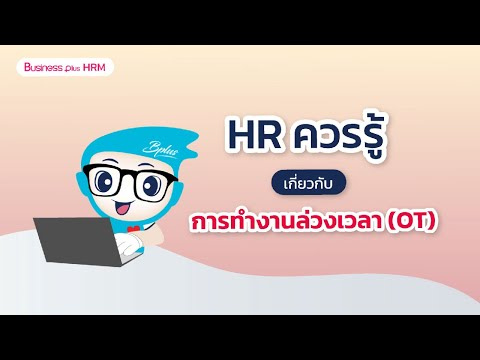 Business Plus HRM
HR ควรรู้
เกี่ยวกับ
การทำงานล่วงเวลา (OT)
Bplus